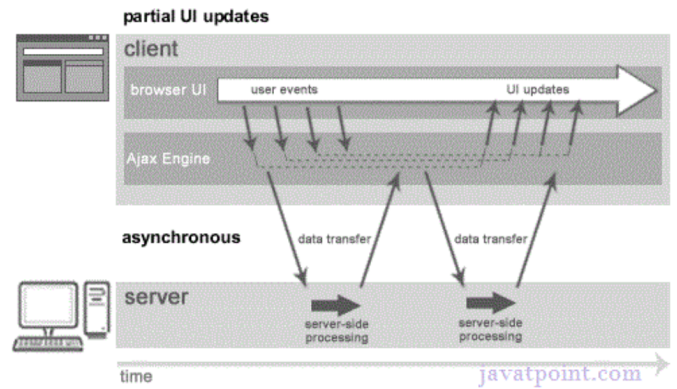 partial UI updates
client
browser UI
user events
UI updates
Ajax Engine
asynchronous
data transfer
data transfer
server
server-side
processing
server-side
processing
time
javatpoint.com